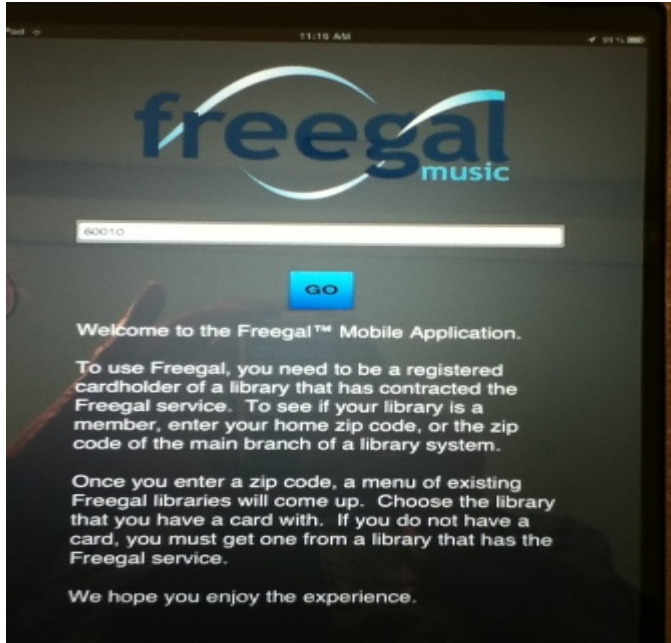 iPad
11:16 AM
freegal
music
60010
GO
Welcome to the Freegal™ Mobile Application.
To use Freegal, you need to be a registered
cardholder of a library that has contracted the
Freegal service.  To see if your library is a
member, enter your home zip code, or the zip
code of the main branch of a library system.
Once you enter a zip code, a menu of existing
Freegal libraries will come up.  Choose the library
that you have a card with.  If you do not have a
card, you must get one from a library that has the
Freegal service.
We hope you enjoy the experience.